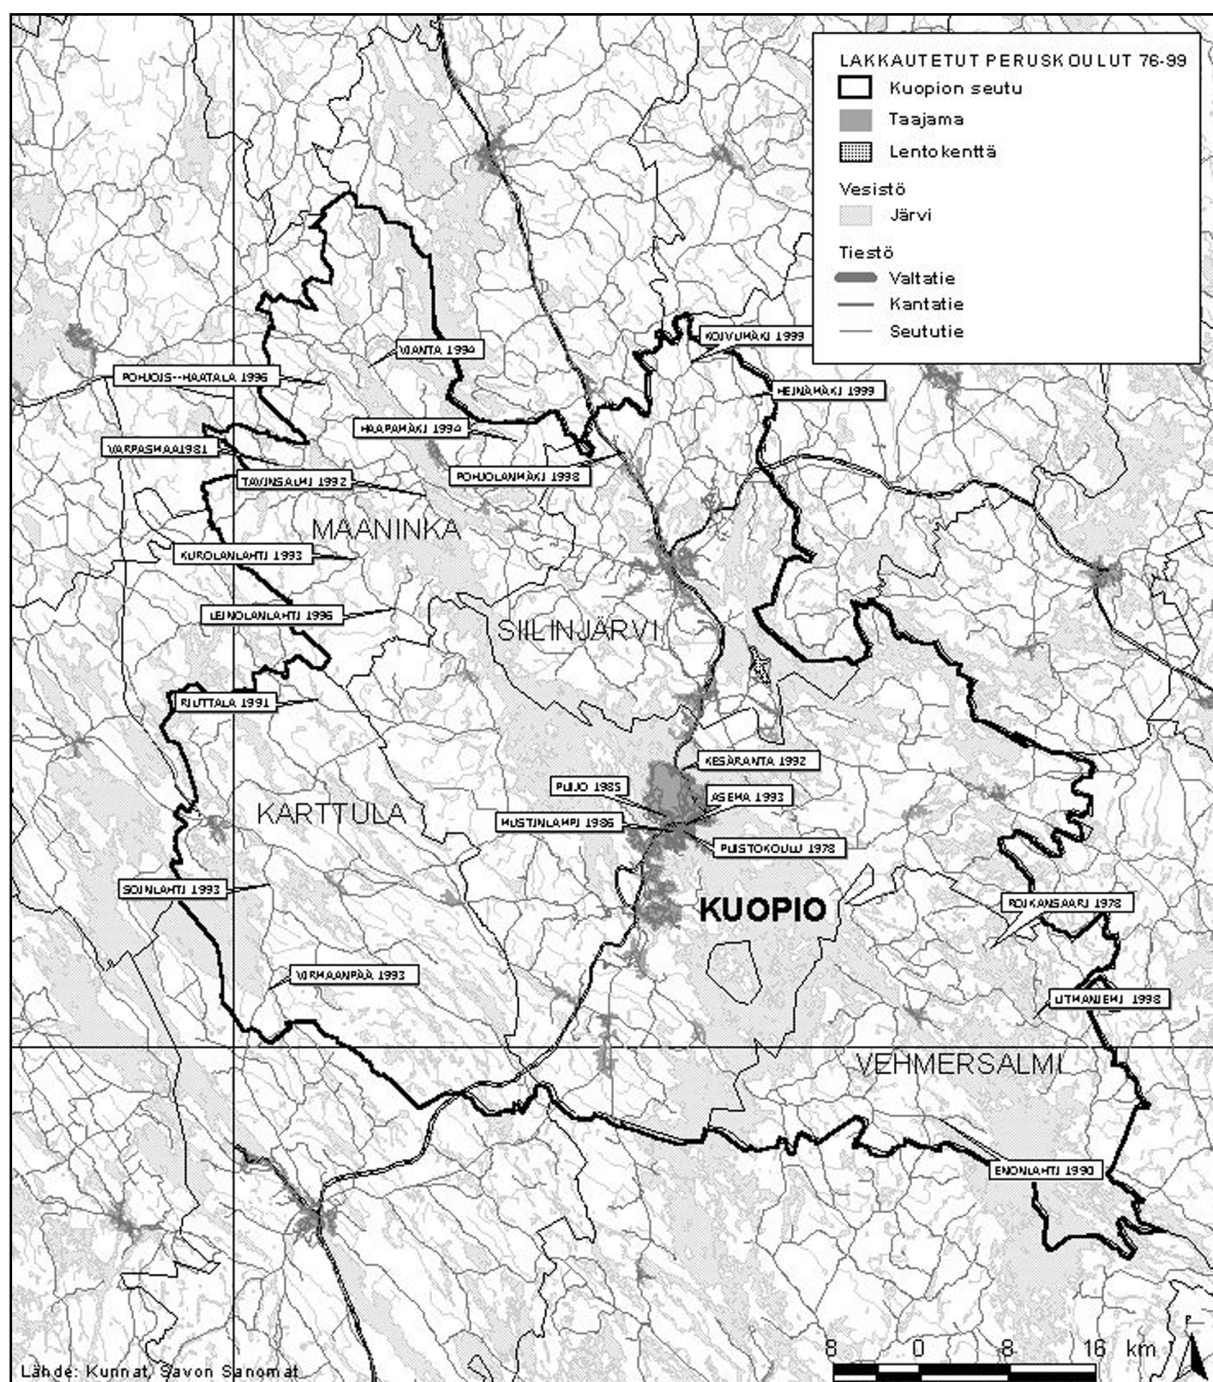 LAKKAUTETUT PERUSKOULUT 76-99
Kuopion seutu
Taajama
Lentokenttä
Vesistö
Järvi
Tiestö
Valtatie
Kantatie
Seututie
KOIVUMÄKI 1999
VIANTA 1994
POHJOIS--HAATALA 1996
HEINÄMÄKI 1999
HAAPAMÄKI 1994
VARPASMAA1981
POHJOLANMÄKI 1998
TAVINSALMI 1992
MAANINKA
KUROLANLAHTI 1993
LEINOLANLAHTI 1996
SIILINJÄRVI
RIUTTALA 1991
KESÄRANTA 1992
PUIJO 1985
ASEMA 1993
KARTTULA
MUSTINLAMPI 1986
PUISTOKOULU 1978
SOINLAHTI 1993
KUOPIO
ROIKANSAARI 1978
VIRMAANPÄÄ 1993
LITMANIEMI 1998
VEHMERSALMI
ENONLAHTI 1990
8 0 8 16 km
Lähde: Kunnat, Savon Sanomat